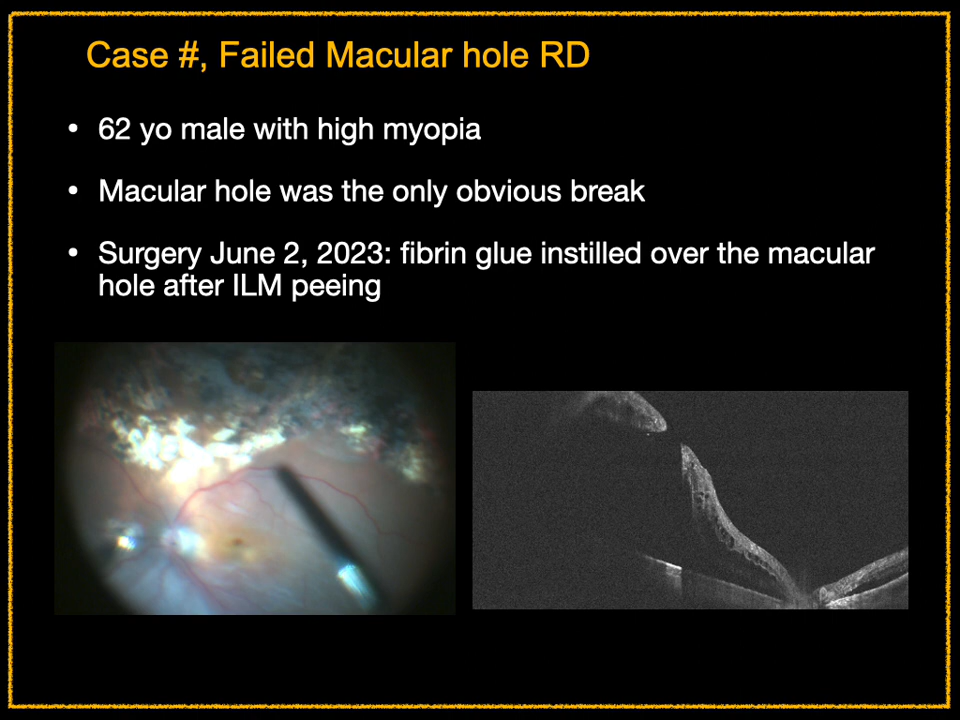 Case #, Failed Macular hole RD
• 62 yo male with high myopia
• Macular hole was the only obvious break
• Surgery June 2, 2023: fibrin glue instilled over the macular
hole after ILM peeing